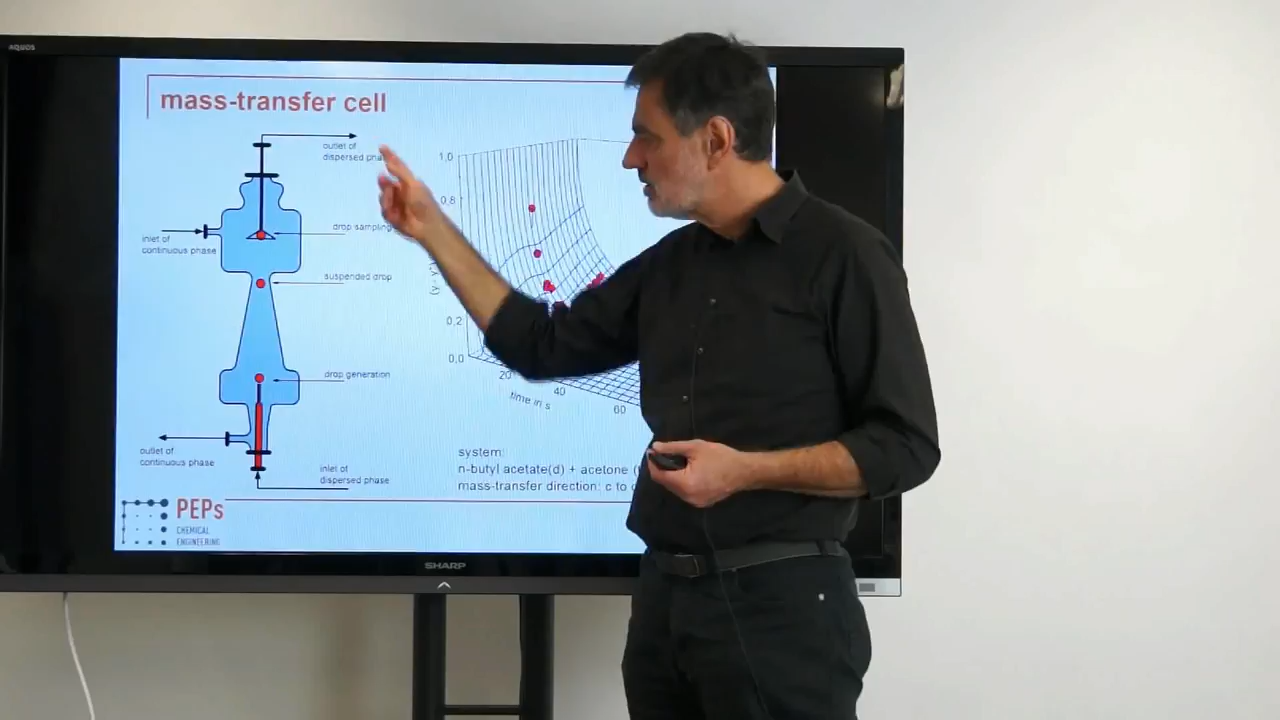 AQUOS
mass-transfer cell
outlet of
dispersed
inlet of
continuous phase
drop sampling
suspended drop
drop generation
outlet of
continuous phase
inlet of
dispersed phase
1,0
0,8
0,2
0,0
20
40
60
time in s
system:
n-butyl acetate(d) + acetone
mass-transfer direction: c to
PEPs
CHEMICAL
ENGINEERING
SHARP